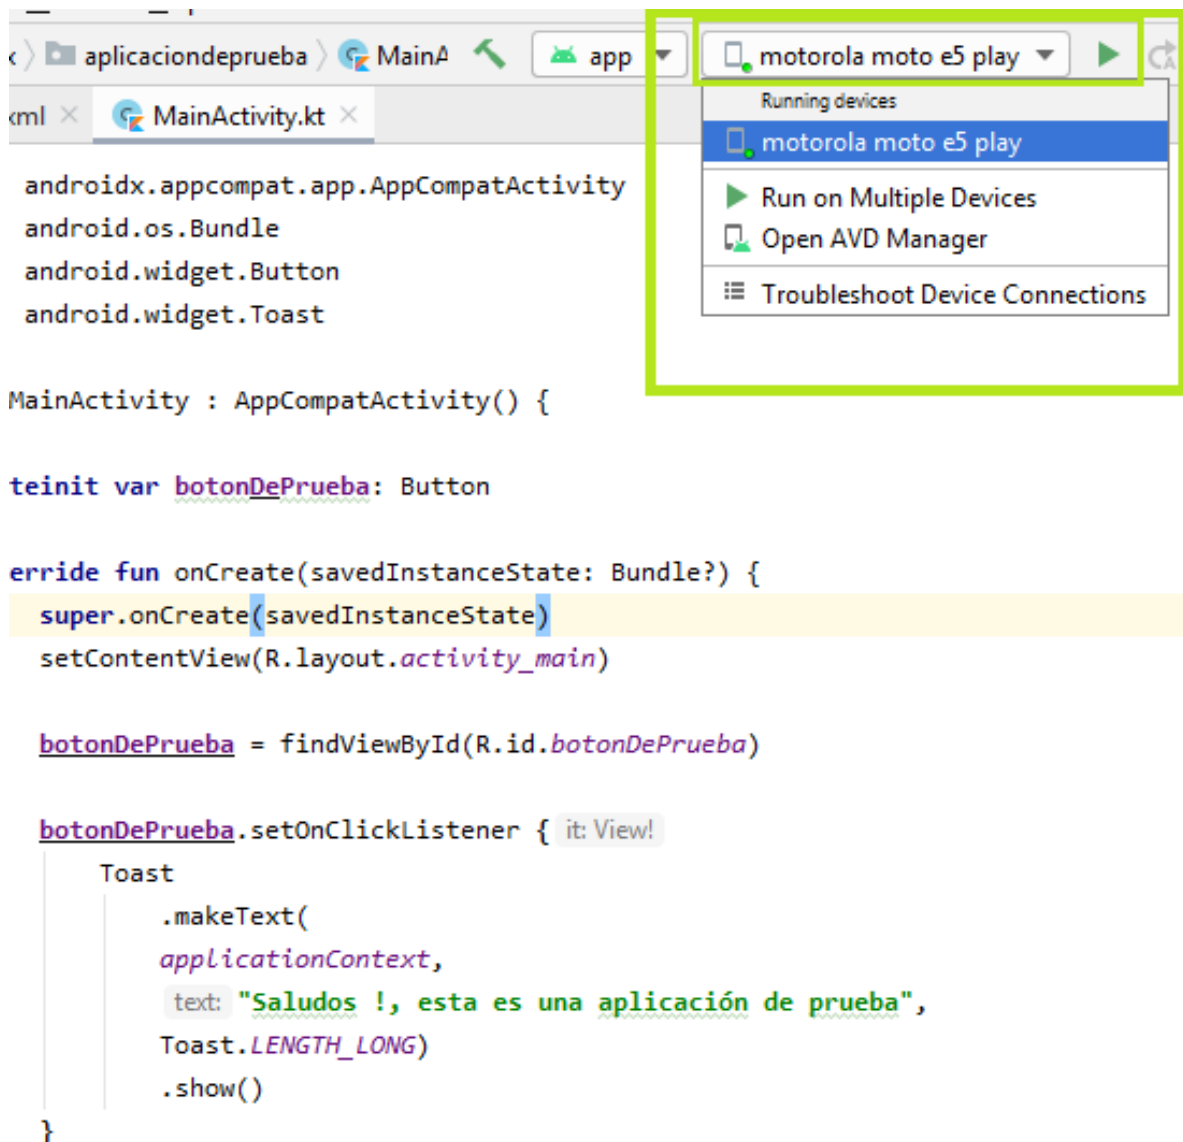 aplicaciondeprueba MainA app motorola moto e5 play
xml MainActivity.kt
Running devices
motorola moto e5 play
Run on Multiple Devices
Open AVD Manager
Troubleshoot Device Connections
androidx.appcompat.app.AppCompatActivity
android.os.Bundle
android.widget.Button
android.widget.Toast
MainActivity : AppCompatActivity() {
teinit var botonDePrueba: Button
erride fun onCreate(savedInstanceState: Bundle?) {
super.onCreate(savedInstanceState)
setContentView(R.layout.activity_main)
botonDePrueba = findViewById(R.id.botonDePrueba)
botonDePrueba.setOnClickListener { it: View!
Toast
.makeText(
applicationContext,
text: "Saludos !, esta es una aplicación de prueba",
Toast.LENGTH_LONG)
.show()
}